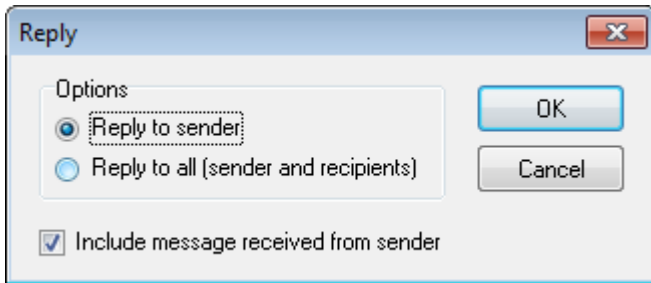 Reply
Options
Reply to sender
Reply to all (sender and recipients)
OK
Cancel
Include message received from sender